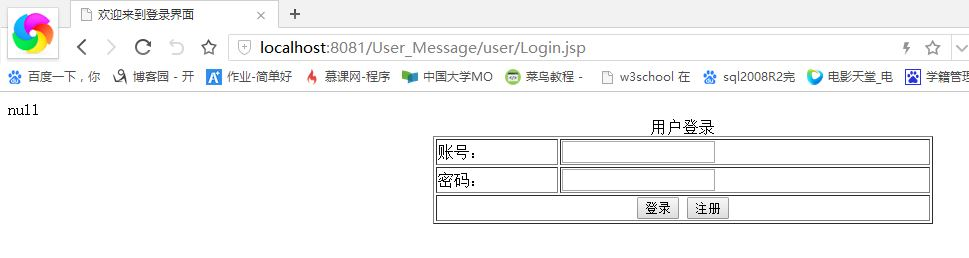 欢迎来到登录界面
localhost:8081/User_Message/user/Login.jsp
百度一下，你 博客园 - 开 作业-简单好 慕课网-程序 中国大学MO 菜鸟教程 - w3school 在 sql2008R2完 电影天堂_电 学籍管理
null
用户登录
账号：
密码：
登录 注册